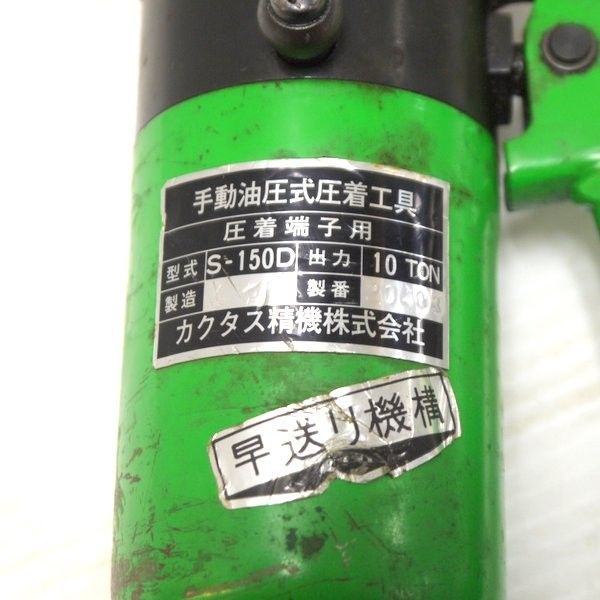 手動油圧式圧着工具
圧着端子用
型式 S-150D 出力 10 TON
製造 製番
カクタス精機株式会社
早送り機構